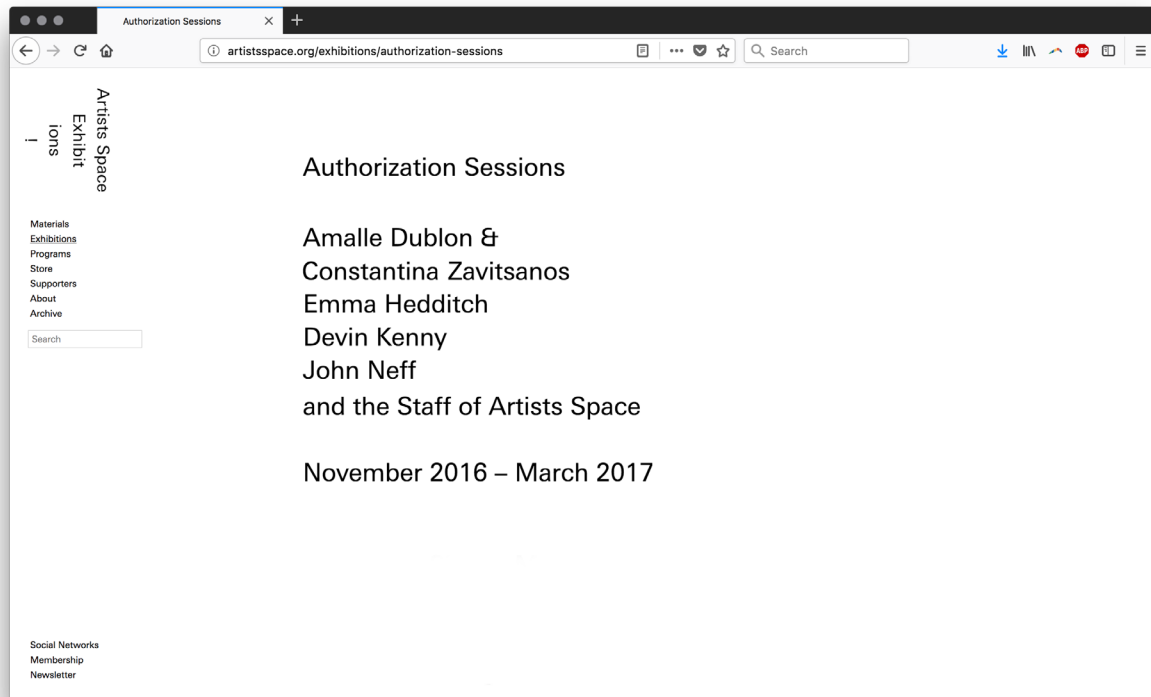 Authorization Sessions
artistsspace.org/exhibitions/authorization-sessions
Search
ABP
Artists Space
Exhibit
ions
!
Materials
Exhibitions
Programs
Store
Supporters
About
Archive
Search
Authorization Sessions
Amalle Dublon &
Constantina Zavitsanos
Emma Hedditch
Devin Kenny
John Neff
and the Staff of Artists Space
November 2016 – March 2017
Social Networks
Membership
Newsletter